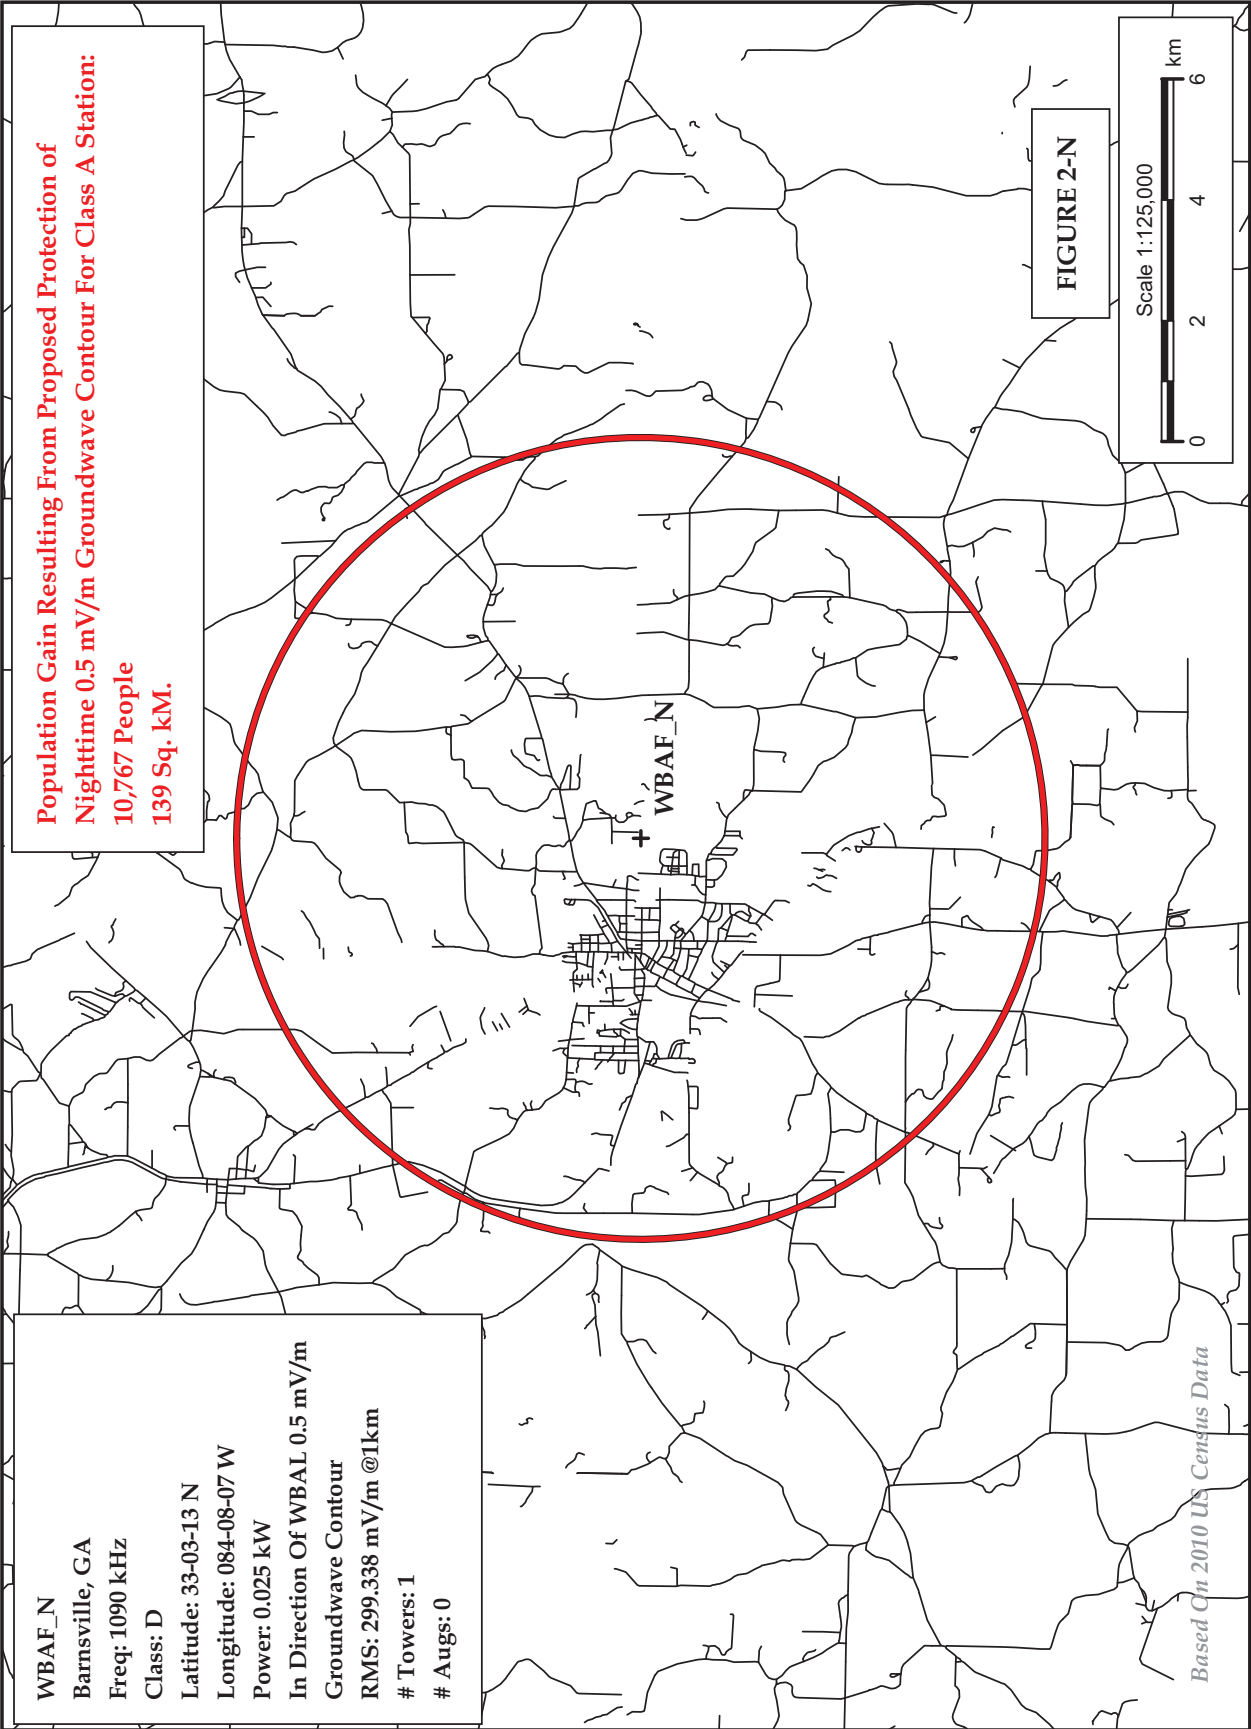 WBAF_N
Barnsville, GA
Freq: 1090 kHz
Class: D
Latitude: 33-03-13 N
Longitude: 084-08-07 W
Power: 0.025 kW
In Direction Of WBAL 0.5 mV/m
Groundwave Contour
RMS: 299.338 mV/m @1km
# Towers: 1
# Augs: 0
Population Gain Resulting From Proposed Protection of
Nighttime 0.5 mV/m Groundwave Contour For Class A Station:
10,767 People
139 Sq. kM.
WBAF_N
FIGURE 2-N
Scale 1:125,000
0 2 4 6 km
Based On 2010 US Census Data